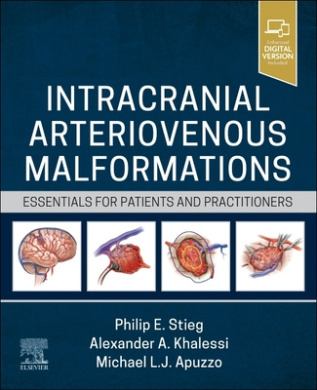 Enhanced
DIGITAL
VERSION
Included
INTRACRANIAL
ARTERIOVENOUS
MALFORMATIONS
ESSENTIALS FOR PATIENTS AND PRACTITIONERS
Philip E. Stieg
Alexander A. Khalessi
Michael L.J. Apuzzo
ELSEVIER